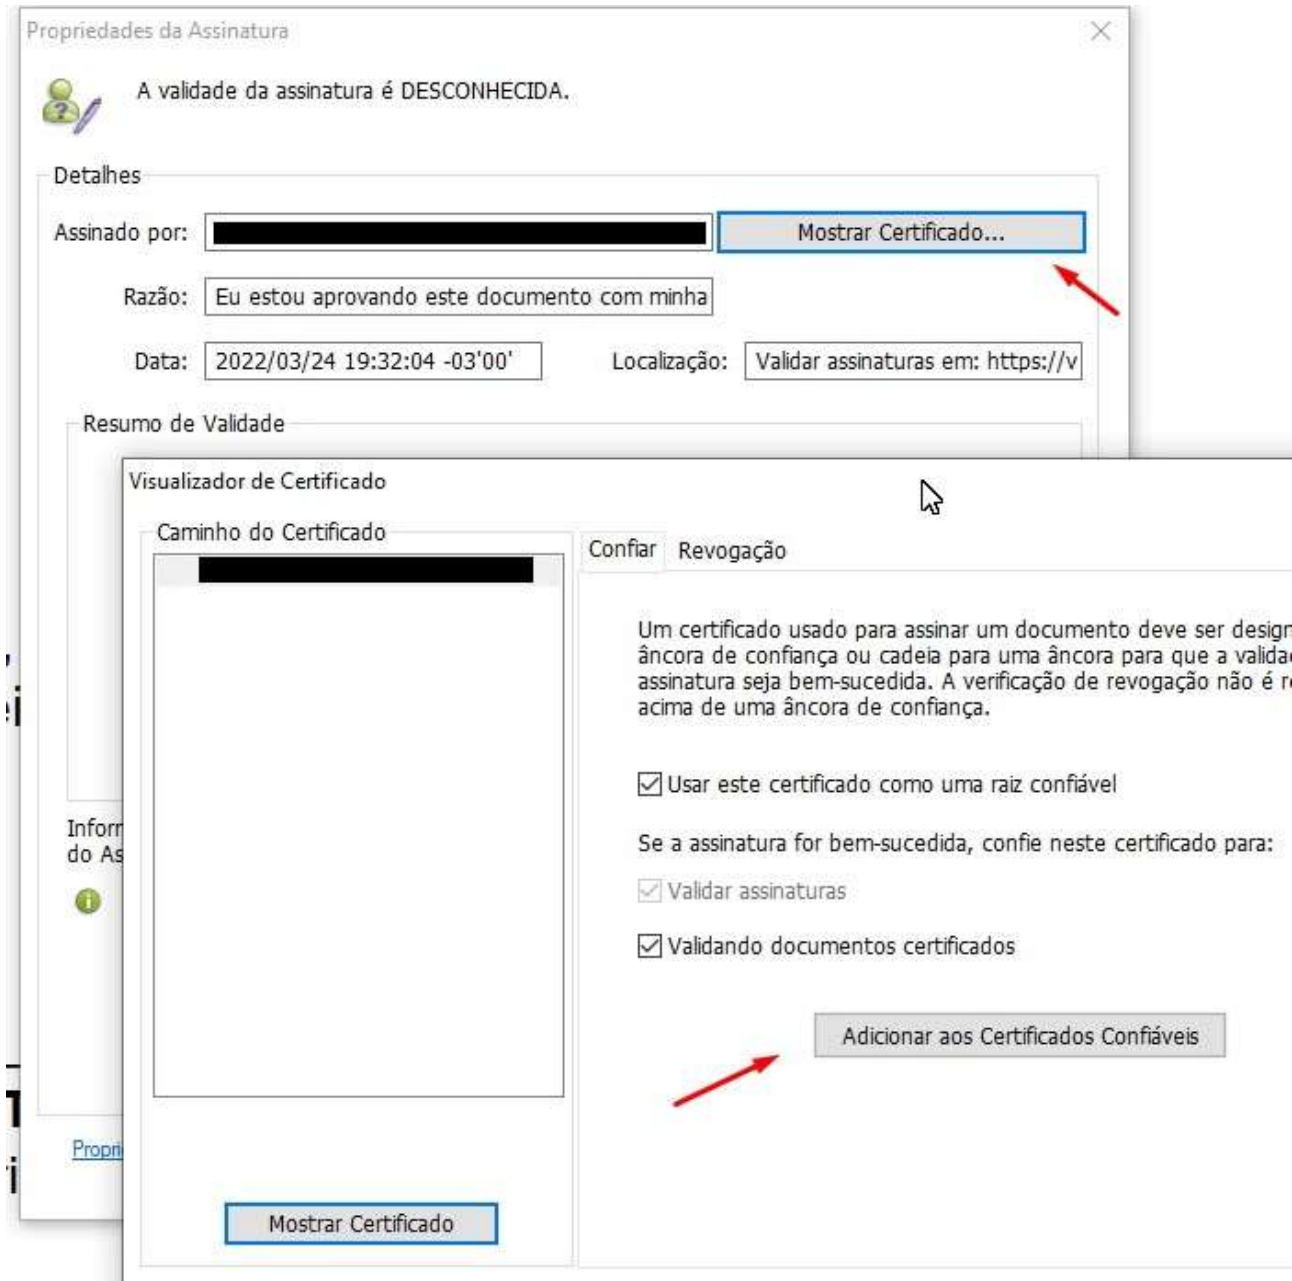 Propriedades da Assinatura
A validade da assinatura é DESCONHECIDA.
Detalhes
Assinado por:
Mostrar Certificado...
Razão: Eu estou aprovando este documento com minha
Data: 2022/03/24 19:32:04 -03'00' Localização: Validar assinaturas em: https://v
Resumo de Validade
Visualizador de Certificado
Caminho do Certificado
Confiar Revogação
Um certificado usado para assinar um documento deve ser design
âncora de confiança ou cadeia para uma âncora para que a valida
assinatura seja bem-sucedida. A verificação de revogação não é r
acima de uma âncora de confiança.
Usar este certificado como uma raiz confiável
Se a assinatura for bem-sucedida, confie neste certificado para:
Validar assinaturas
Validando documentos certificados
Adicionar aos Certificados Confiáveis
Inform
do As
Propri
Mostrar Certificado